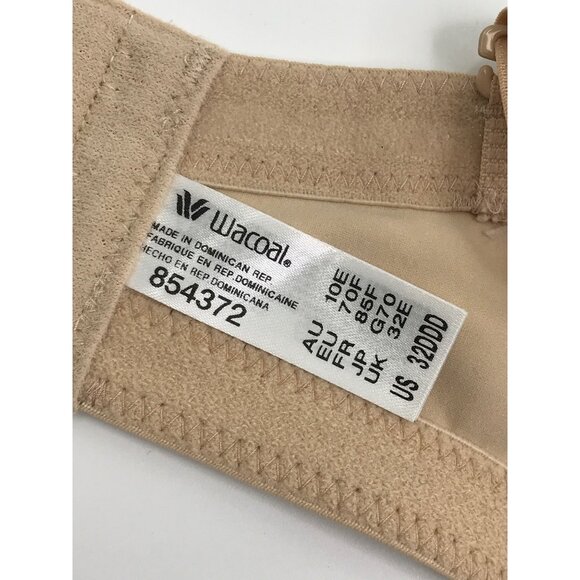 Wacoal®
MADE IN DOMINICAN REP
FABRIQUE EN REP. DOMINICAINE
HECHO EN REP. DOMINICANA
854372
AU 10E
EU 70F
FR 85F
JP G70
UK 32E
US 32DDD